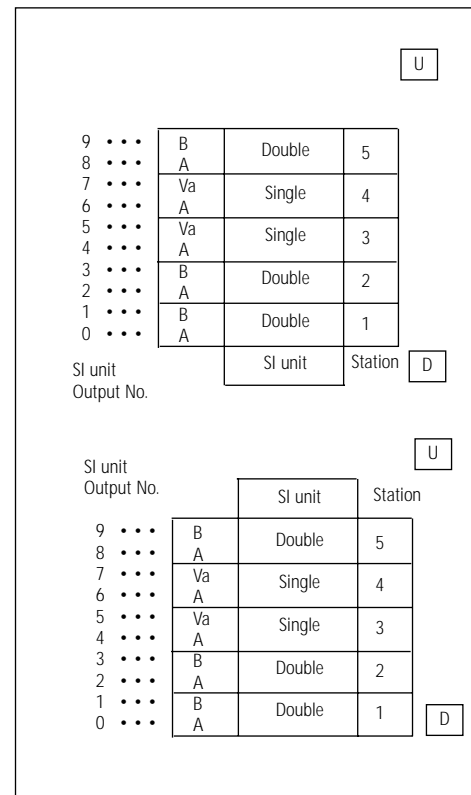 U
9 • • • B Double 5
8 • • • A
7 • • • Va Single 4
6 • • • A
5 • • • Va Single 3
4 • • • A
3 • • • B Double 2
2 • • • A
1 • • • B Double 1
0 • • • A
SI unit SI unit Station D
Output No.
U
SI unit
Output No. SI unit Station
9 • • • B Double 5
8 • • • A
7 • • • Va Single 4
6 • • • A
5 • • • Va Single 3
4 • • • A
3 • • • B Double 2
2 • • • A
1 • • • B Double 1 D
0 • • • A